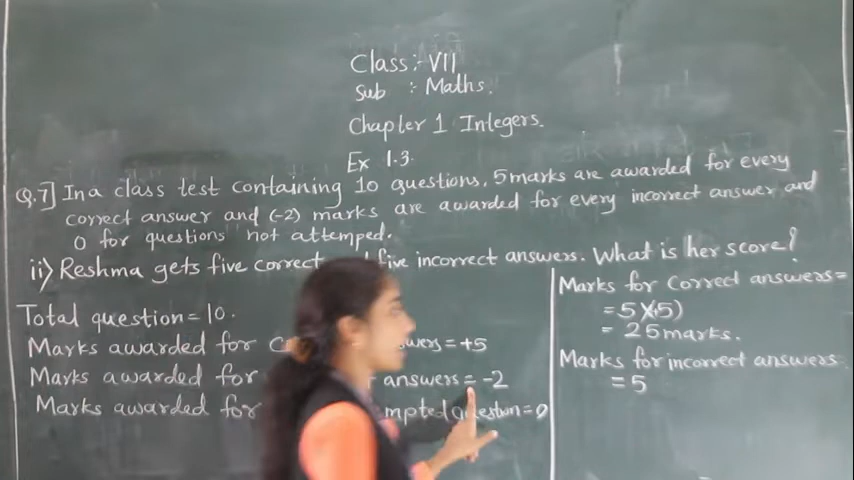 Class:- VII
Sub : Maths.
Chapter 1 Integers.
Ex 1.3.
Q.7] In a class test containing 10 questions, 5 marks are awarded for every
correct answer and (-2) marks are awarded for every incorrect answer and
0 for questions not attemped.
ii) Reshma gets five correct five incorrect answers. What is her score?
Total question = 10.
Marks awarded for answers = +5
Marks awarded for answers = -2
Marks awarded for question = 0
Marks for correct answers =
= 5 X(+5)
= 25 marks.
Marks for incorrect answers
= 5